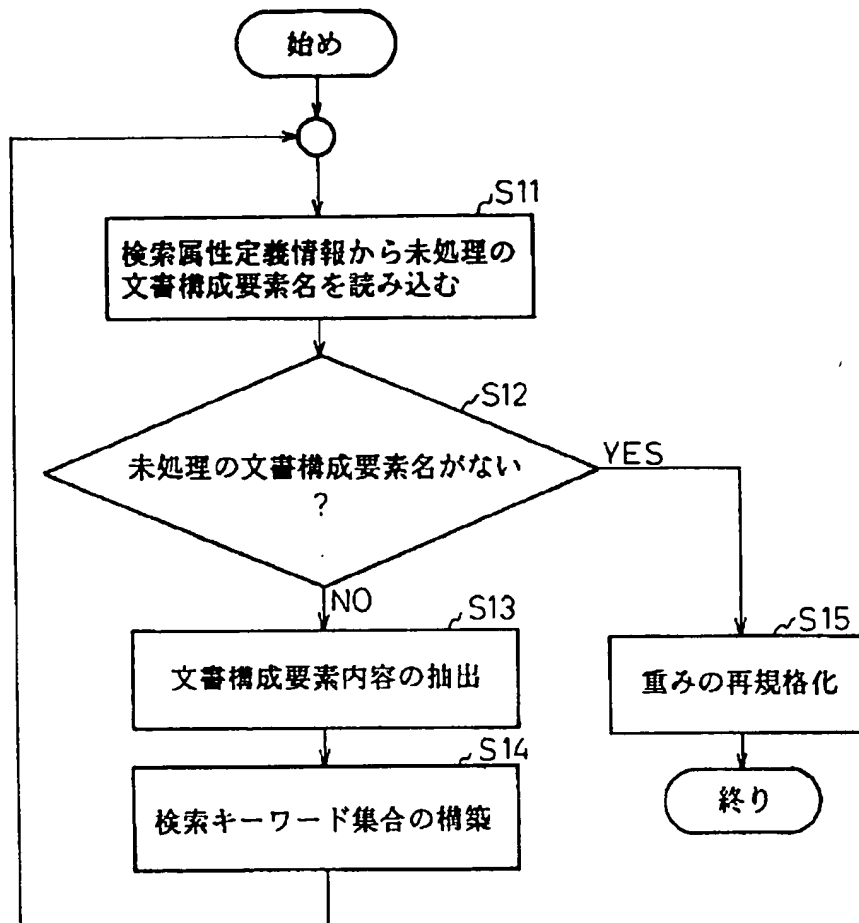 始め
S11
検索属性定義情報から未処理の
文書構成要素名を読み込む
S12
未処理の文書構成要素名がない
?
YES
NO
S13
文書構成要素内容の抽出
S14
検索キーワード集合の構築
S15
重みの再規格化
終り